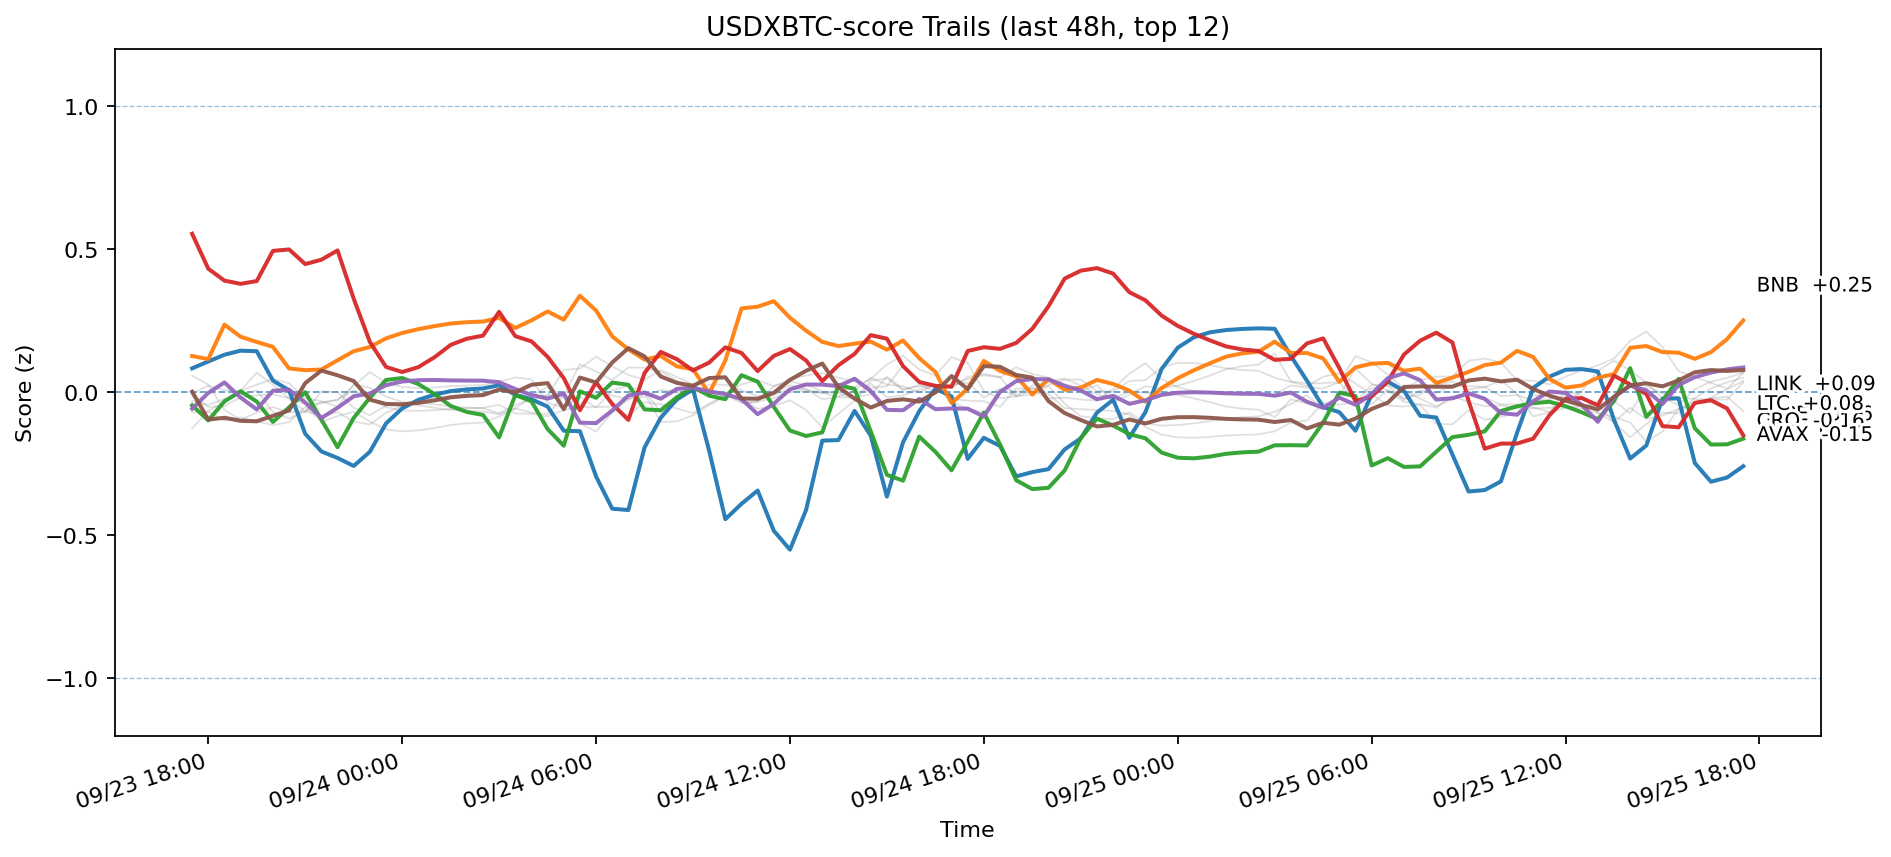 USDXBTC-score Trails (last 48h, top 12)
Score (z)
1.0
0.5
0.0
−0.5
−1.0
BNB +0.25
LINK +0.09
LTC +0.08
AVAX -0.15
09/23 18:00
09/24 00:00
09/24 06:00
09/24 12:00
09/24 18:00
09/25 00:00
09/25 06:00
09/25 12:00
09/25 18:00
Time